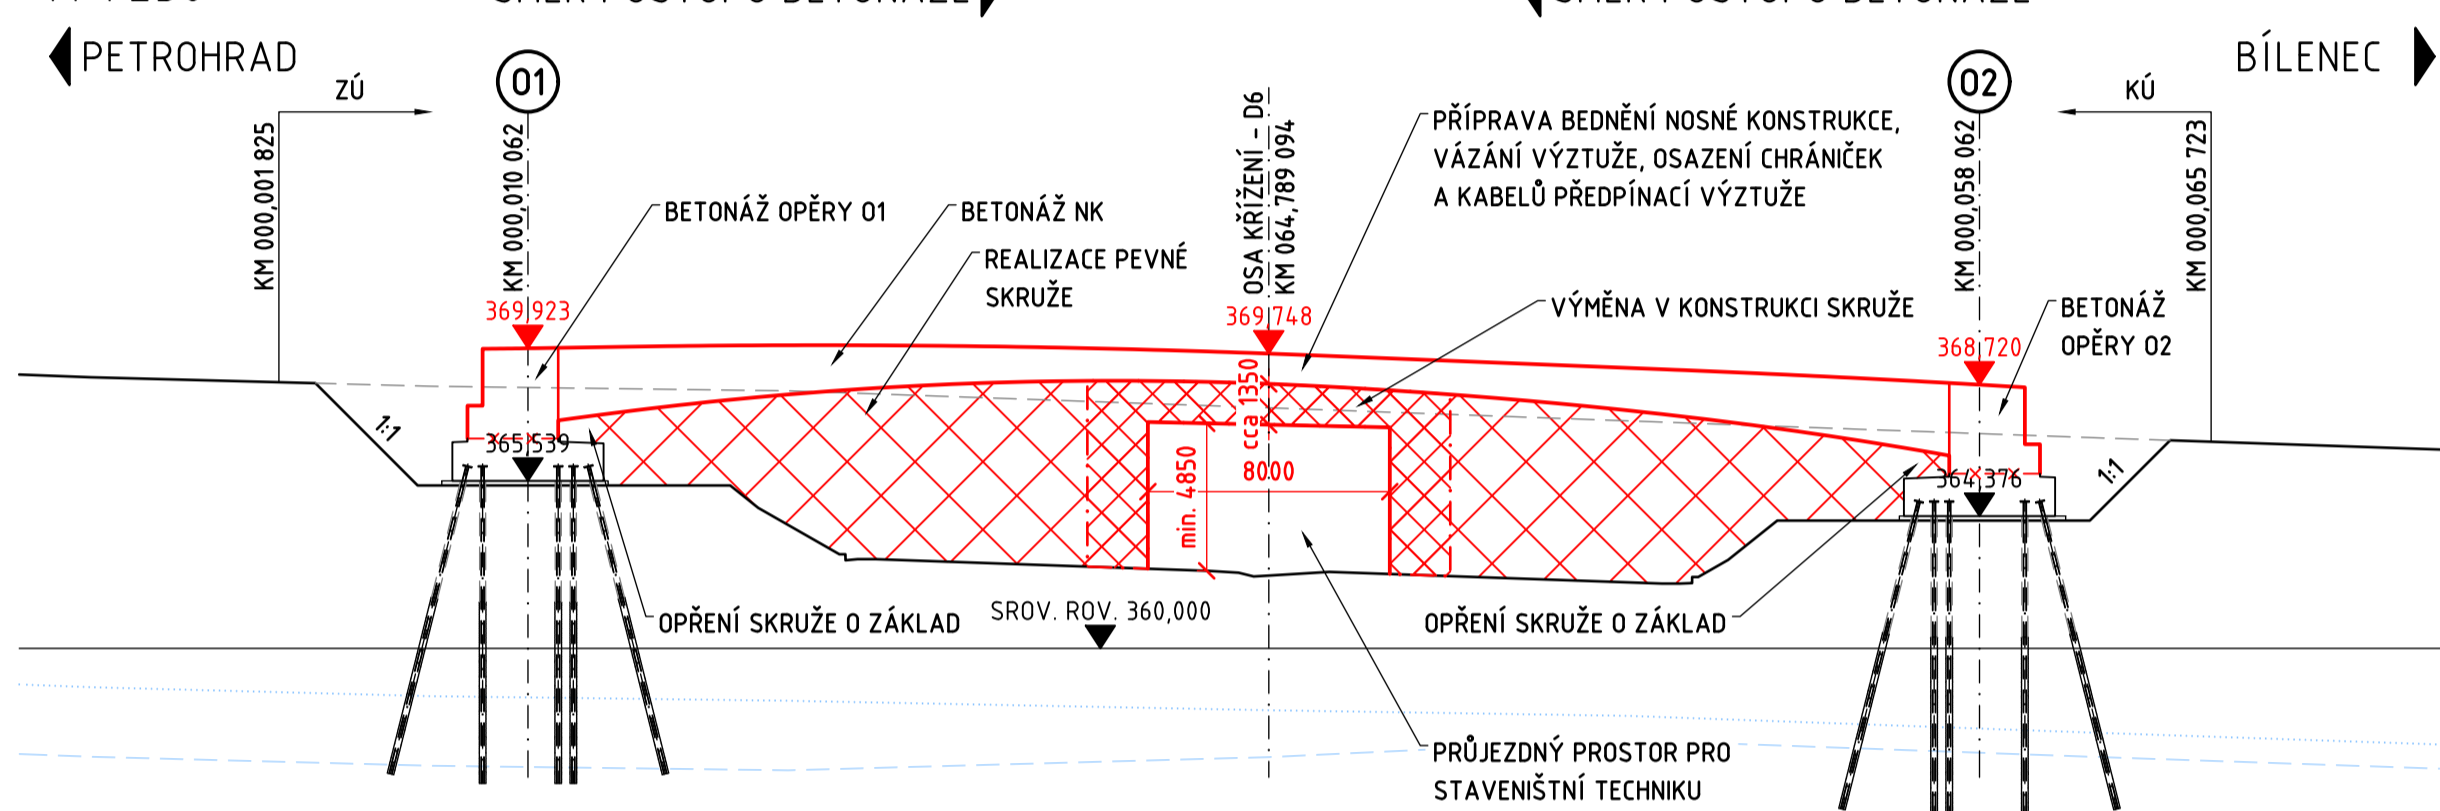 PETROHRAD
BÍLENEC
ZÚ
01
02
KÚ
KM 000,001 825
KM 000,010 062
OSA KŘÍŽENÍ - D6
KM 064,789 094
KM 000,058 062
KM 000,065 723
PŘÍPRAVA BEDNĚNÍ NOSNÉ KONSTRUKCE,
VÁZÁNÍ VÝZTUŽE, OSAZENÍ CHRÁNIČEK
A KABELŮ PŘEDPÍNACÍ VÝZTUŽE
BETONÁŽ OPĚRY 01
BETONÁŽ NK
REALIZACE PEVNÉ
SKRUŽE
VÝMĚNA V KONSTRUKCI SKRUŽE
BETONÁŽ
OPĚRY 02
369,923
369,748
368,720
1:1
365,539
cca 1350
min. 4850
8000
364,376
1:1
OPŘENÍ SKRUŽE O ZÁKLAD
SROV. ROV. 360,000
OPŘENÍ SKRUŽE O ZÁKLAD
PRŮJEZDNÝ PROSTOR PRO
STAVENIŠTNÍ TECHNIKU